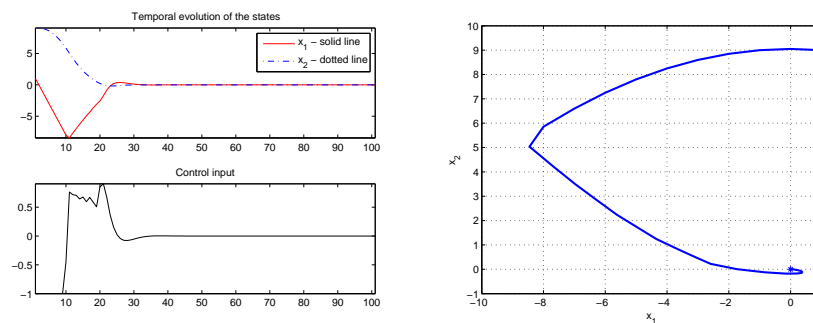 Temporal evolution of the states
x1 − solid line
x2 − dotted line
5
0
−5
10 20 30 40 50 60 70 80 90 100
Control input
0.5
0
−0.5
−1
10 20 30 40 50 60 70 80 90 100
10
9
8
7
6
5
4
3
2
1
0
−1
−10 −8 −6 −4 −2 0
x1
x2